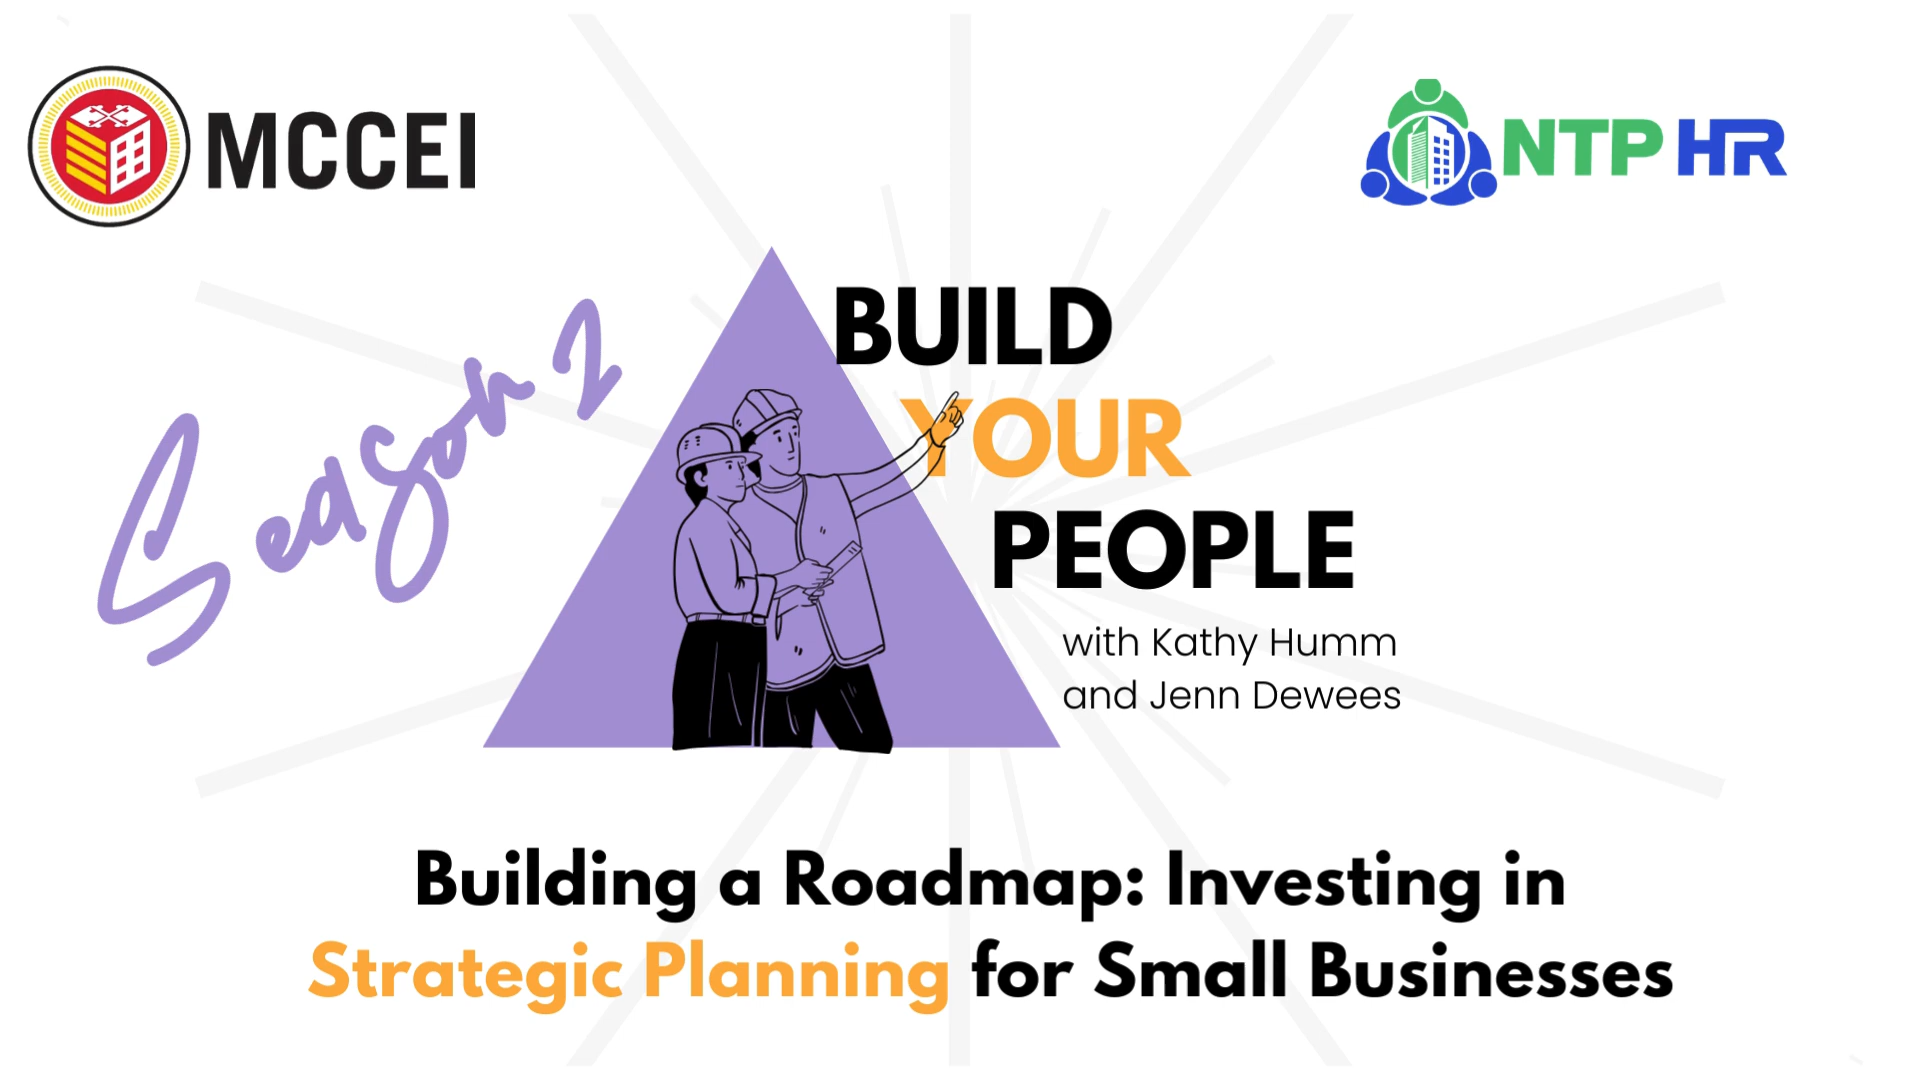 MCCEI
NTP HR
Season 2
BUILD
YOUR
PEOPLE
with Kathy Humm
and Jenn Dewees
Building a Roadmap: Investing in
Strategic Planning for Small Businesses